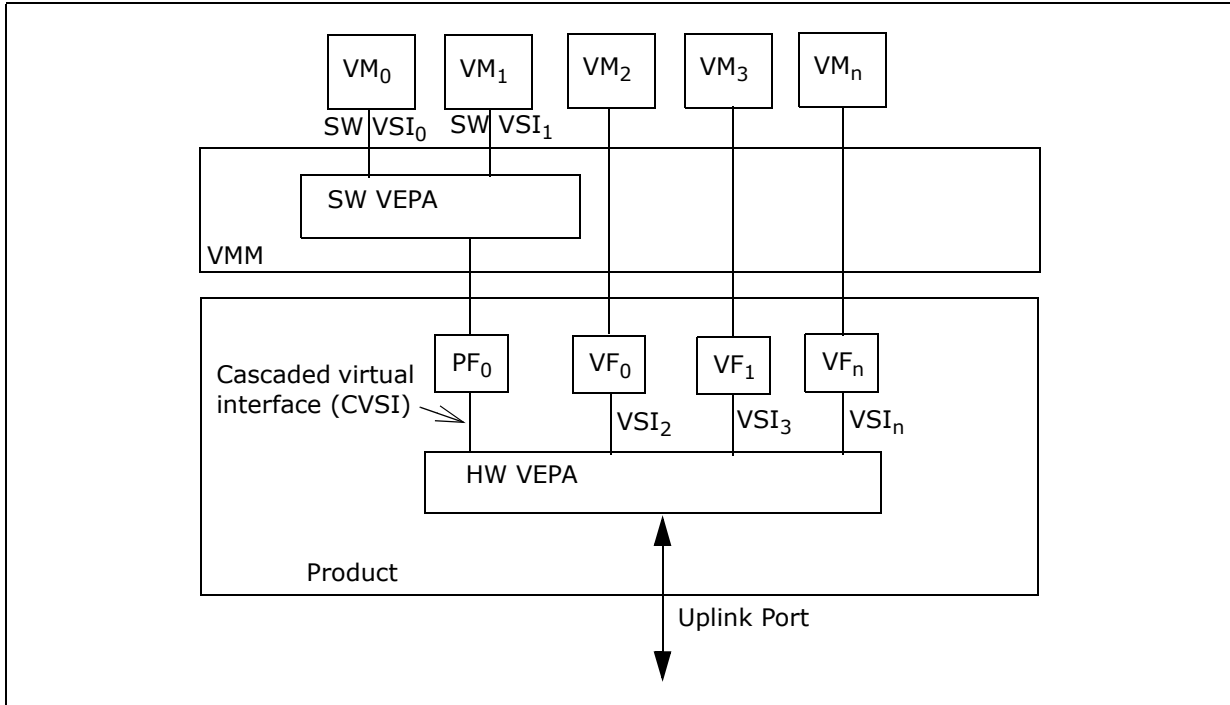 VM0 VM1 VM2 VM3 VMn
SW VSI0 SW VSI1
SW VEPA
VMM
PF0 VF0 VF1 VFn
Cascaded virtual
interface (CVSI)
VSI2 VSI3 VSIn
HW VEPA
Product
Uplink Port